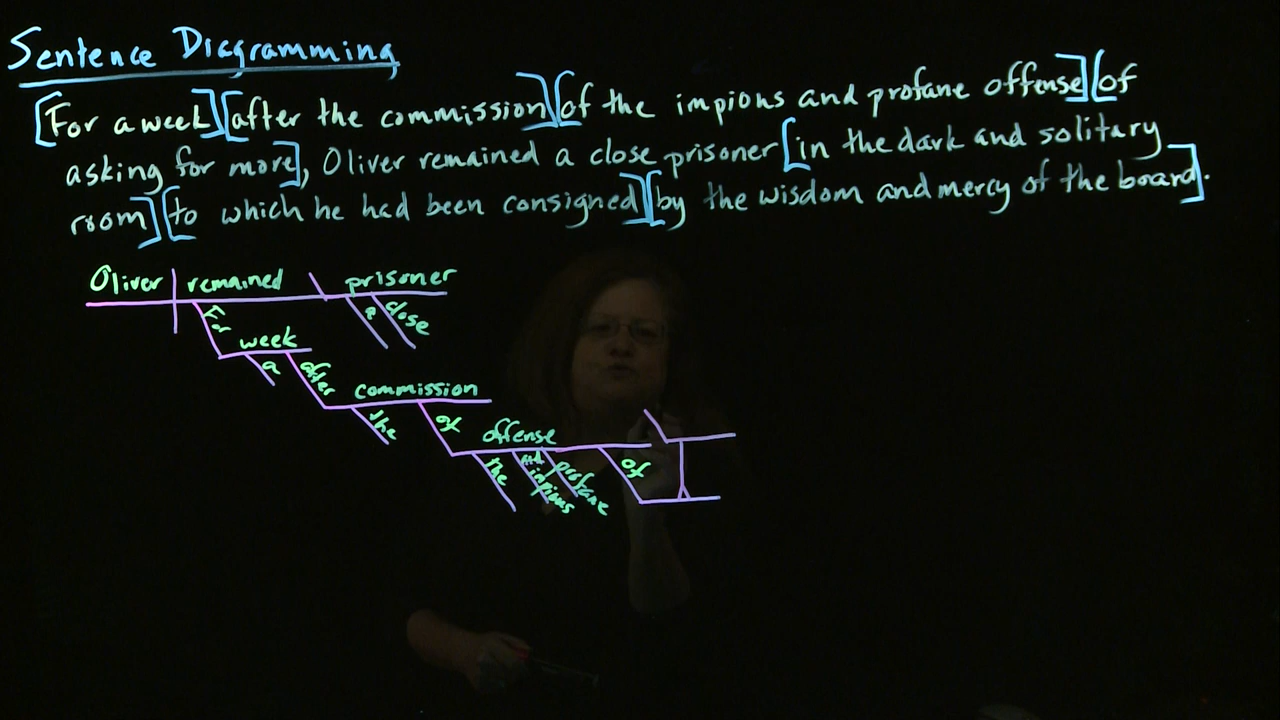 Sentence Diagramming
[For a week][after the commission][of the impious and profane offense][of
asking for more], Oliver remained a close prisoner [in the dark and solitary
room][to which he had been consigned][by the wisdom and mercy of the board].
Oliver remained prisoner
For a close
week
a after
commission
the of
offense
the and impious profane of